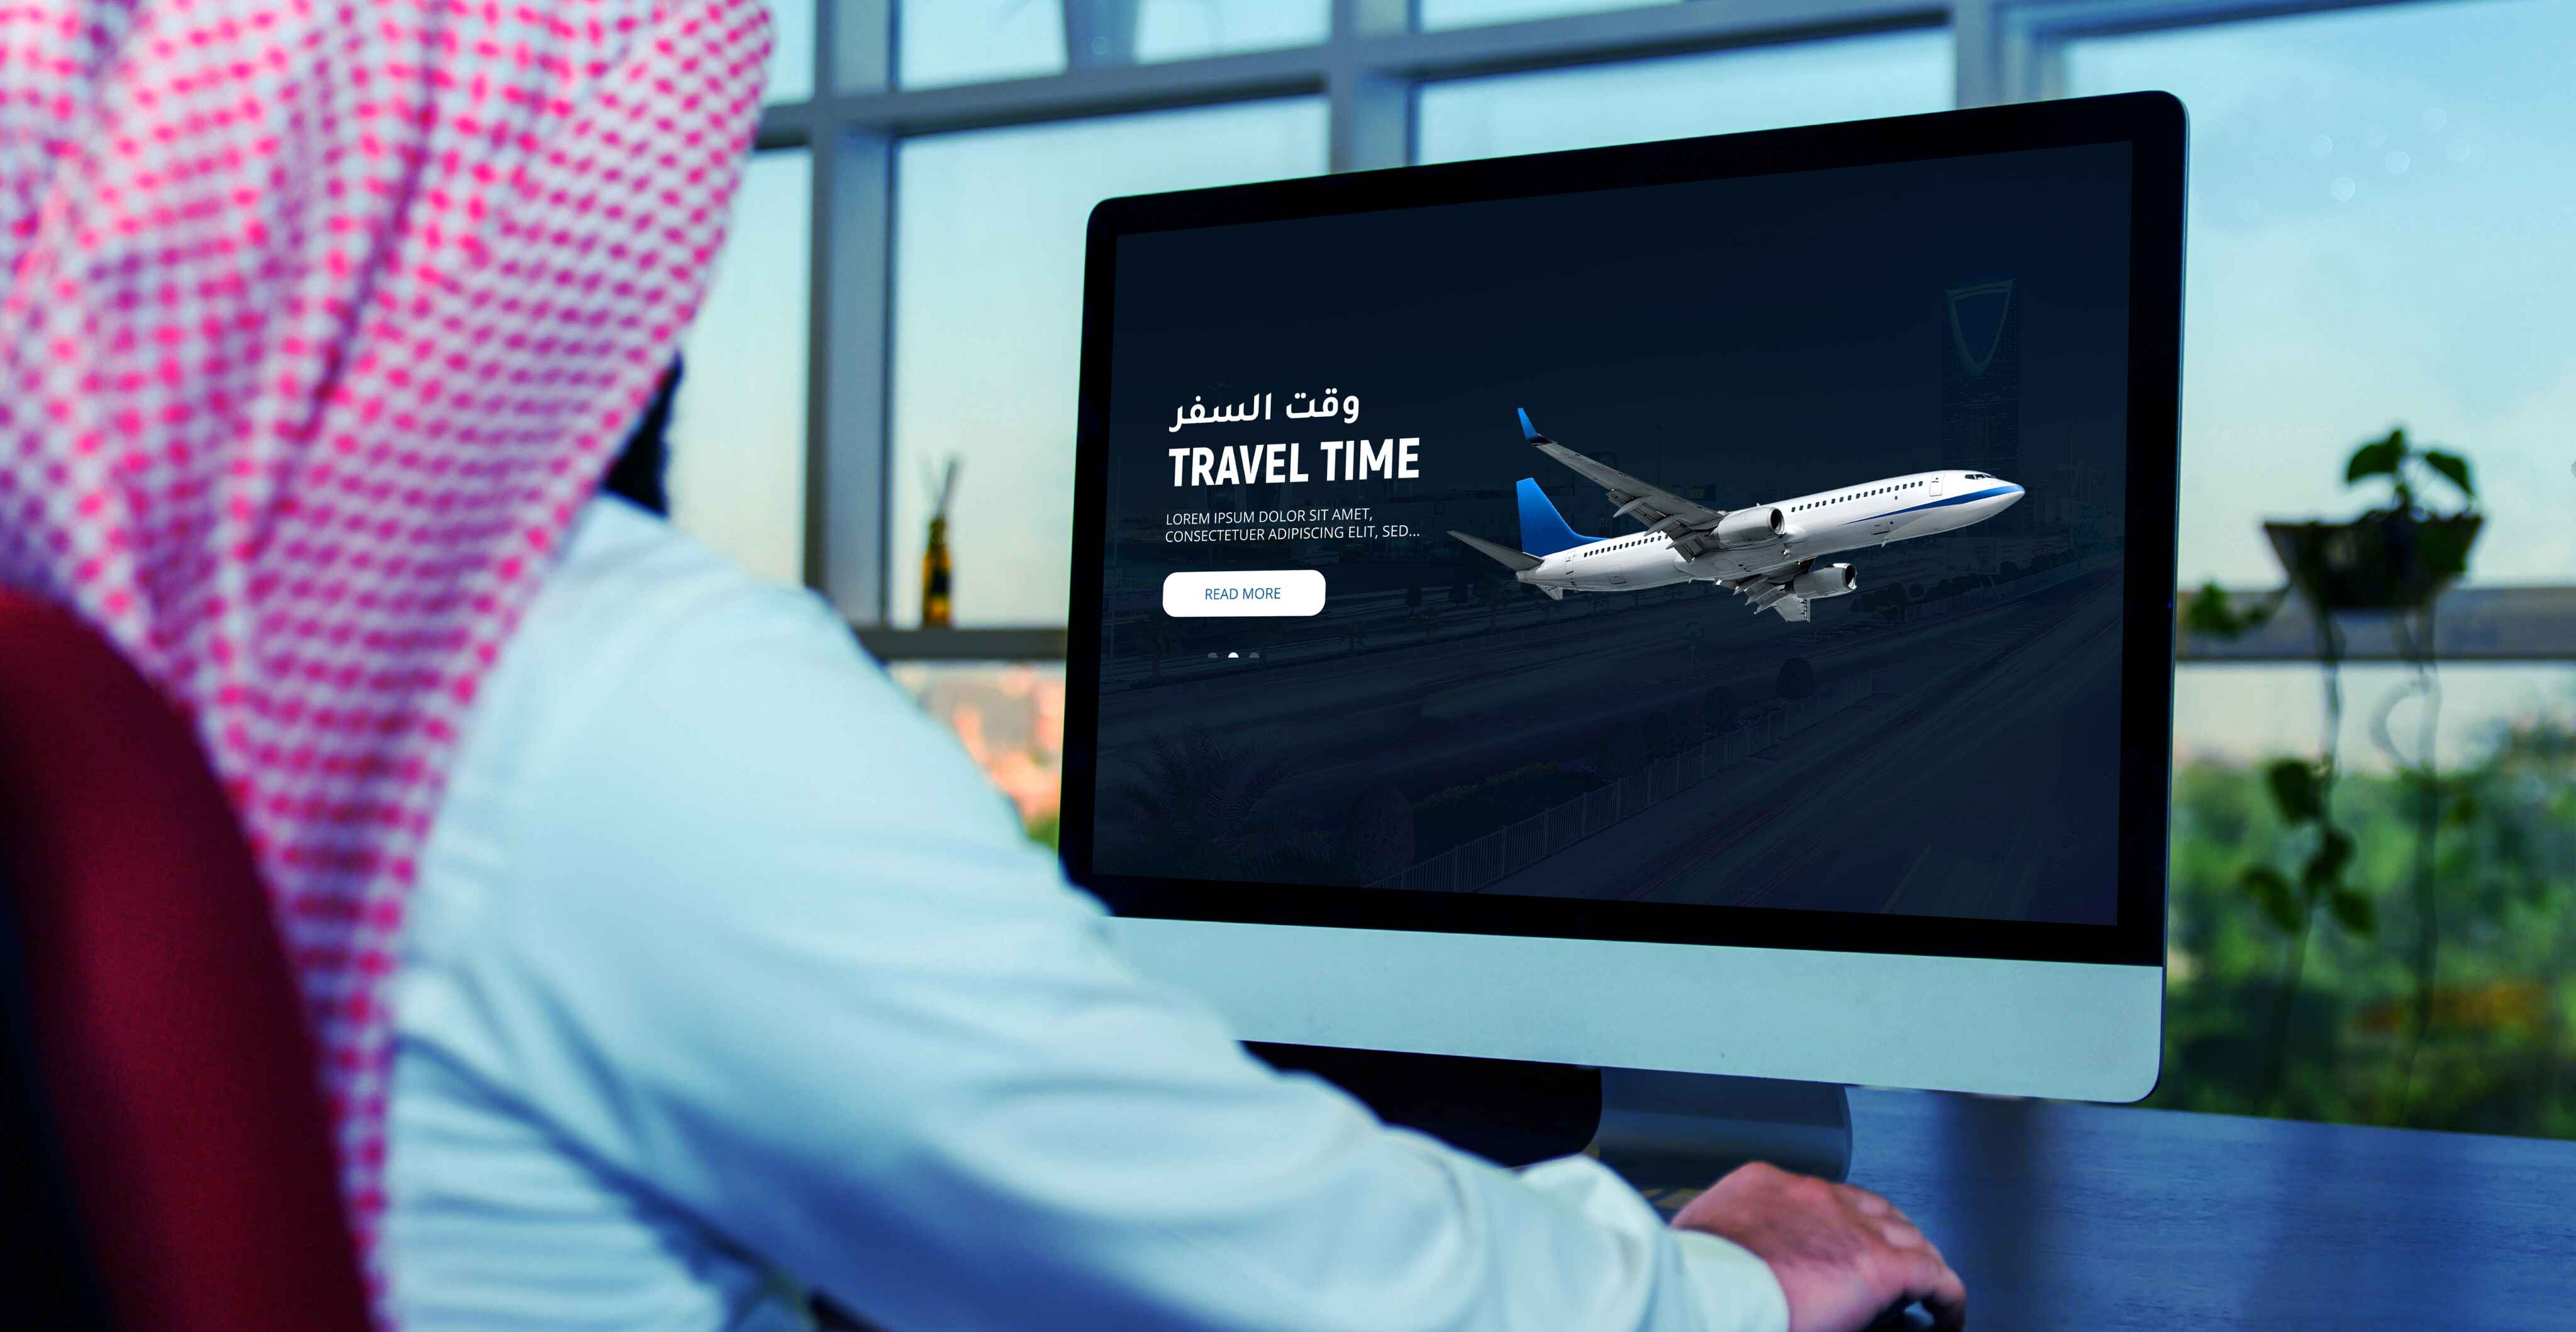 وقت السفر
TRAVEL TIME
LOREM IPSUM DOLOR SIT AMET,
CONSECTETUER ADIPISCING ELIT, SED...
READ MORE